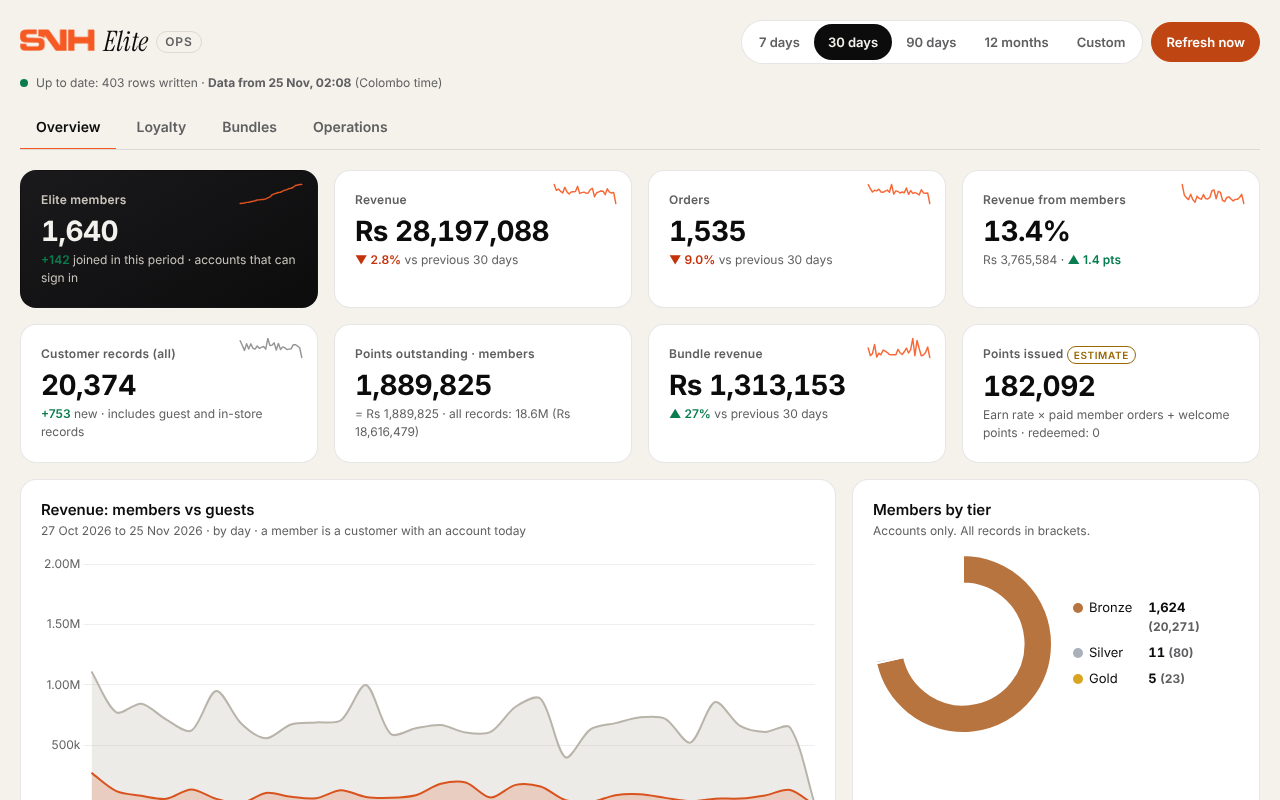 SNH Elite OPS
7 days 30 days 90 days 12 months Custom Refresh now
Up to date: 403 rows written · Data from 25 Nov, 02:08 (Colombo time)
Overview Loyalty Bundles Operations
Elite members
1,640
+142 joined in this period · accounts that can
sign in
Revenue
Rs 28,197,088
▼ 2.8% vs previous 30 days
Orders
1,535
▼ 9.0% vs previous 30 days
Revenue from members
13.4%
Rs 3,765,584 · ▲ 1.4 pts
Customer records (all)
20,374
+753 new · includes guest and in-store
records
Points outstanding · members
1,889,825
= Rs 1,889,825 · all records: 18.6M (Rs
18,616,479)
Bundle revenue
Rs 1,313,153
▲ 27% vs previous 30 days
Points issued ESTIMATE
182,092
Earn rate × paid member orders + welcome
points · redeemed: 0
Revenue: members vs guests
27 Oct 2026 to 25 Nov 2026 · by day · a member is a customer with an account today
2.00M
1.50M
1.00M
500k
Members by tier
Accounts only. All records in brackets.
Bronze 1,624
(20,271)
Silver 11 (80)
Gold 5 (23)